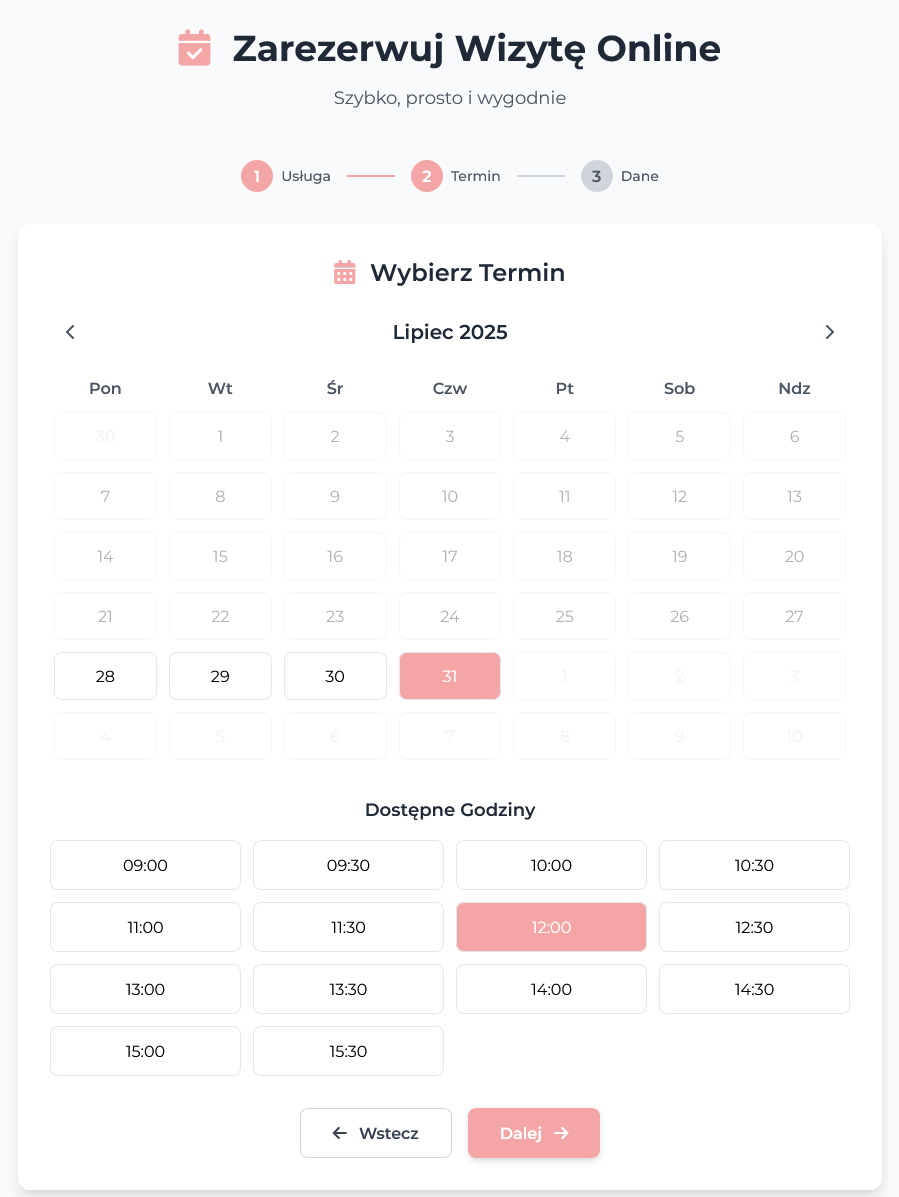 Zarezerwuj Wizytę Online
Szybko, prosto i wygodnie
1 Usługa 2 Termin 3 Dane
Wybierz Termin
Lipiec 2025
Pon Wt Śr Czw Pt Sob Ndz
30 1 2 3 4 5 6
7 8 9 10 11 12 13
14 15 16 17 18 19 20
21 22 23 24 25 26 27
28 29 30 31 1 2 3
4 5 6 7 8 9 10
Dostępne Godziny
09:00 09:30 10:00 10:30
11:00 11:30 12:00 12:30
13:00 13:30 14:00 14:30
15:00 15:30
Wstecz Dalej